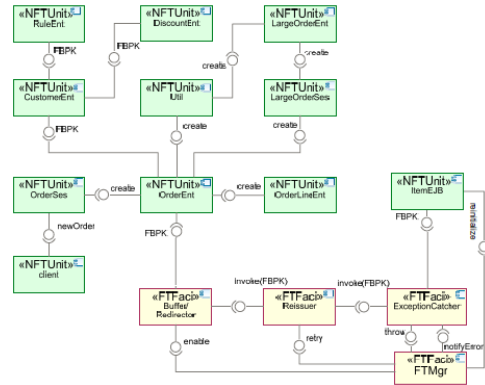 «NFTUnit»
RuleEnt
«NFTUnit»
DiscountEnt
«NFTUnit»
LargeOrderEnt
FBPK
FBPK
create
create
«NFTUnit»
CustomerEnt
«NFTUnit»
Util
«NFTUnit»
LargeOrderSes
FBPK
create
create
«NFTUnit»
OrderSes
create
«NFTUnit»
OrderEnt
create
«NFTUnit»
OrderLineEnt
«NFTUnit»
ItemEJB
newOrder
FBPK
FBPK
reinitialize
«NFTUnit»
client
Invoke(FBPK)
invoke(FBPK)
«FTFaci»
Buffer/
Redirector
«FTFaci»
Reissuer
«FTFaci»
ExceptionCatcher
enable
retry
throw
notifyError
«FTFaci»
FTMgr